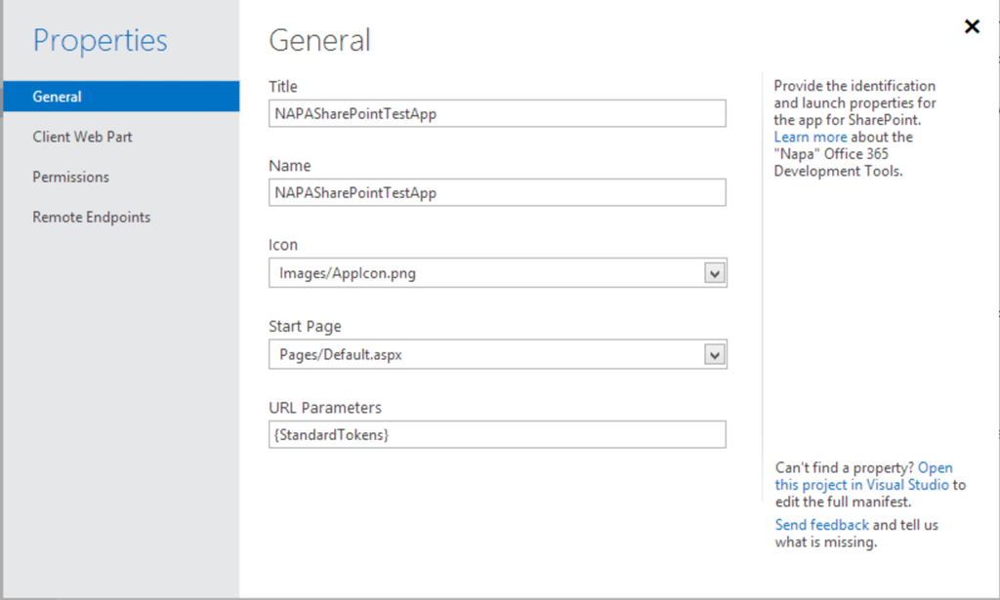 Properties
General
Client Web Part
Permissions
Remote Endpoints
General
Title
NAPASharePointTestApp
Name
NAPASharePointTestApp
Icon
Images/AppIcon.png
Start Page
Pages/Default.aspx
URL Parameters
{StandardTokens}
Provide the identification
and launch properties for
the app for SharePoint.
Learn more about the
"Napa" Office 365
Development Tools.
Can't find a property? Open
this project in Visual Studio to
edit the full manifest.
Send feedback and tell us
what is missing.